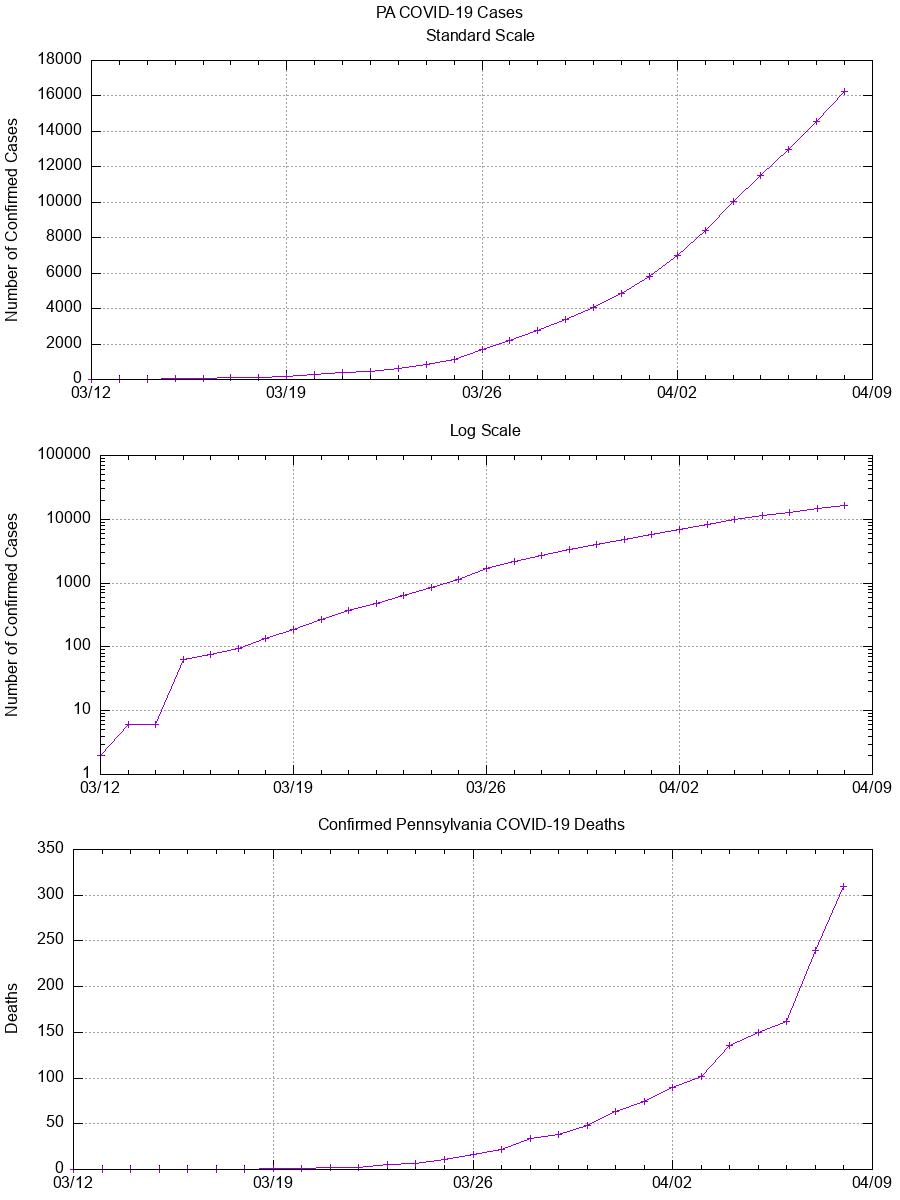 PA COVID-19 Cases
Standard Scale
18000
16000
14000
12000
10000
8000
6000
4000
2000
0
Number of Confirmed Cases
03/12 03/19 03/26 04/02 04/09
Log Scale
100000
10000
1000
100
10
1
Number of Confirmed Cases
03/12 03/19 03/26 04/02 04/09
Confirmed Pennsylvania COVID-19 Deaths
350
300
250
200
150
100
50
0
Deaths
03/12 03/19 03/26 04/02 04/09